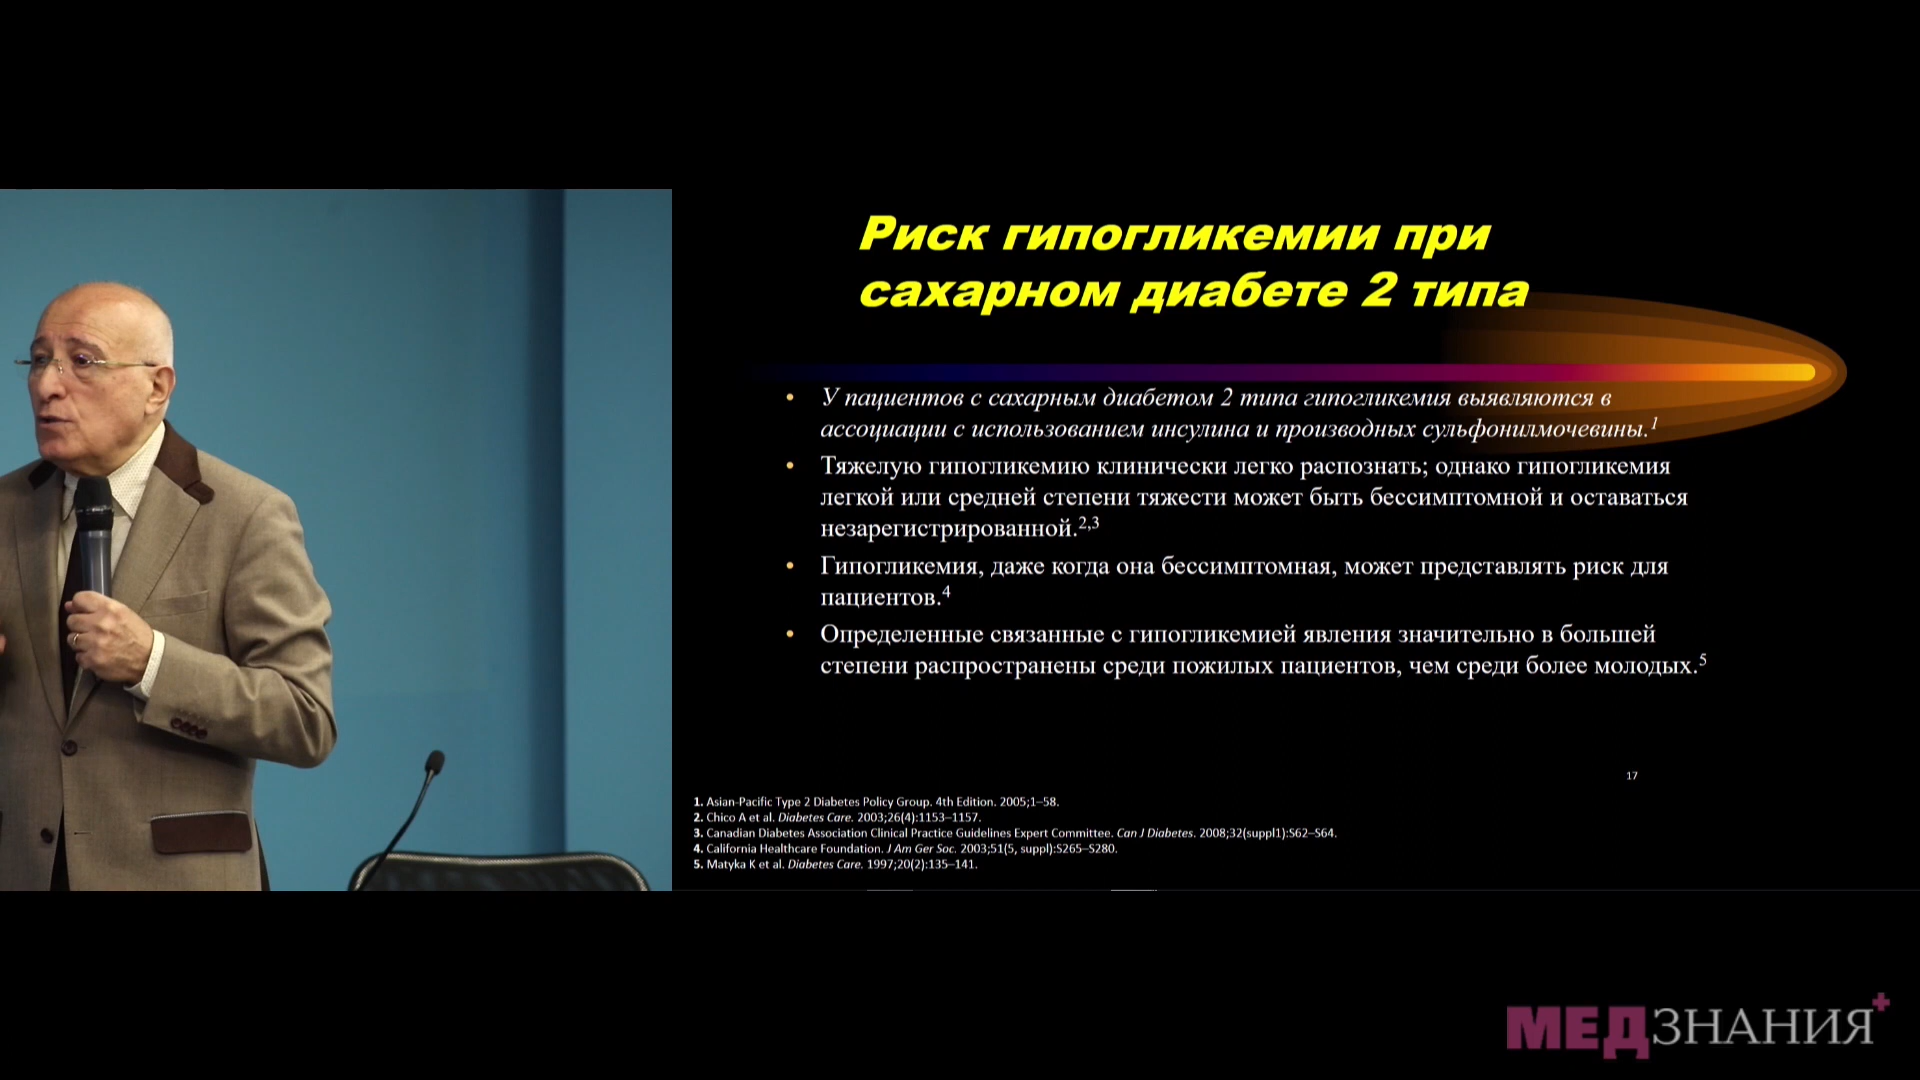 Риск гипогликемии при
сахарном диабете 2 типа
• У пациентов с сахарным диабетом 2 типа гипогликемия выявляются в
ассоциации с использованием инсулина и производных сульфонилмочевины.1
• Тяжелую гипогликемию клинически легко распознать; однако гипогликемия
легкой или средней степени тяжести может быть бессимптомной и оставаться
незарегистрированной.2,3
• Гипогликемия, даже когда она бессимптомная, может представлять риск для
пациентов.4
• Определенные связанные с гипогликемией явления значительно в большей
степени распространены среди пожилых пациентов, чем среди более молодых.5
17
1. Asian-Pacific Type 2 Diabetes Policy Group. 4th Edition. 2005;1–58.
2. Chico A et al. Diabetes Care. 2003;26(4):1153–1157.
3. Canadian Diabetes Association Clinical Practice Guidelines Expert Committee. Can J Diabetes. 2008;32(suppl1):S62–S64.
4. California Healthcare Foundation. J Am Ger Soc. 2003;51(5, suppl):S265–S280.
5. Matyka K et al. Diabetes Care. 1997;20(2):135–141.
МЕДЗНАНИЯ+